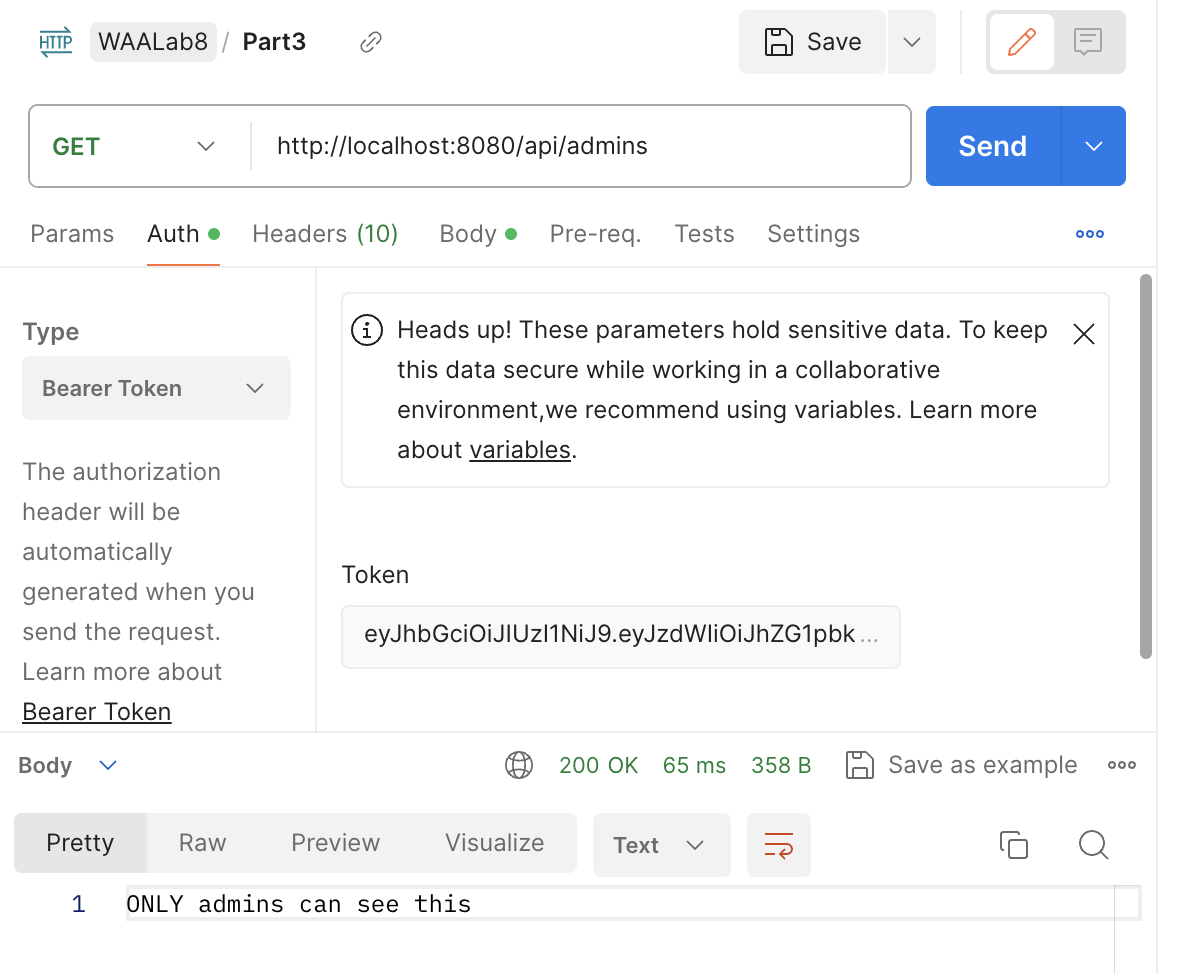 HTTP WAALab8 / Part3 Save
GET http://localhost:8080/api/admins Send
Params Auth Headers (10) Body Pre-req. Tests Settings
Type
Bearer Token
The authorization
header will be
automatically
generated when you
send the request.
Learn more about
Bearer Token
Heads up! These parameters hold sensitive data. To keep
this data secure while working in a collaborative
environment,we recommend using variables. Learn more
about variables.
Token
eyJhbGciOiJIUzI1NiJ9.eyJzdWIiOiJhZG1pbk...
Body 200 OK 65 ms 358 B Save as example
Pretty Raw Preview Visualize Text
1 ONLY admins can see this